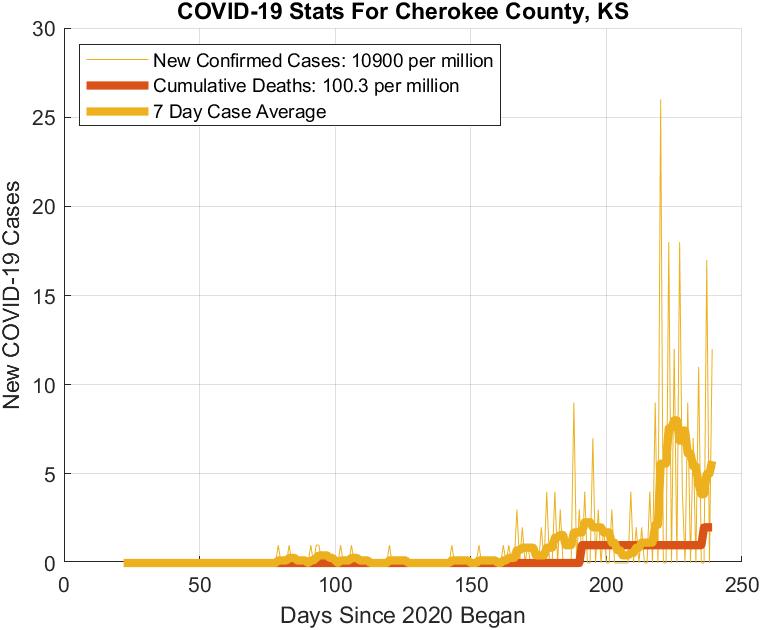 COVID-19 Stats For Cherokee County, KS
New Confirmed Cases: 10900 per million
Cumulative Deaths: 100.3 per million
7 Day Case Average
New COVID-19 Cases
30
25
20
15
10
5
0
0 50 100 150 200 250
Days Since 2020 Began